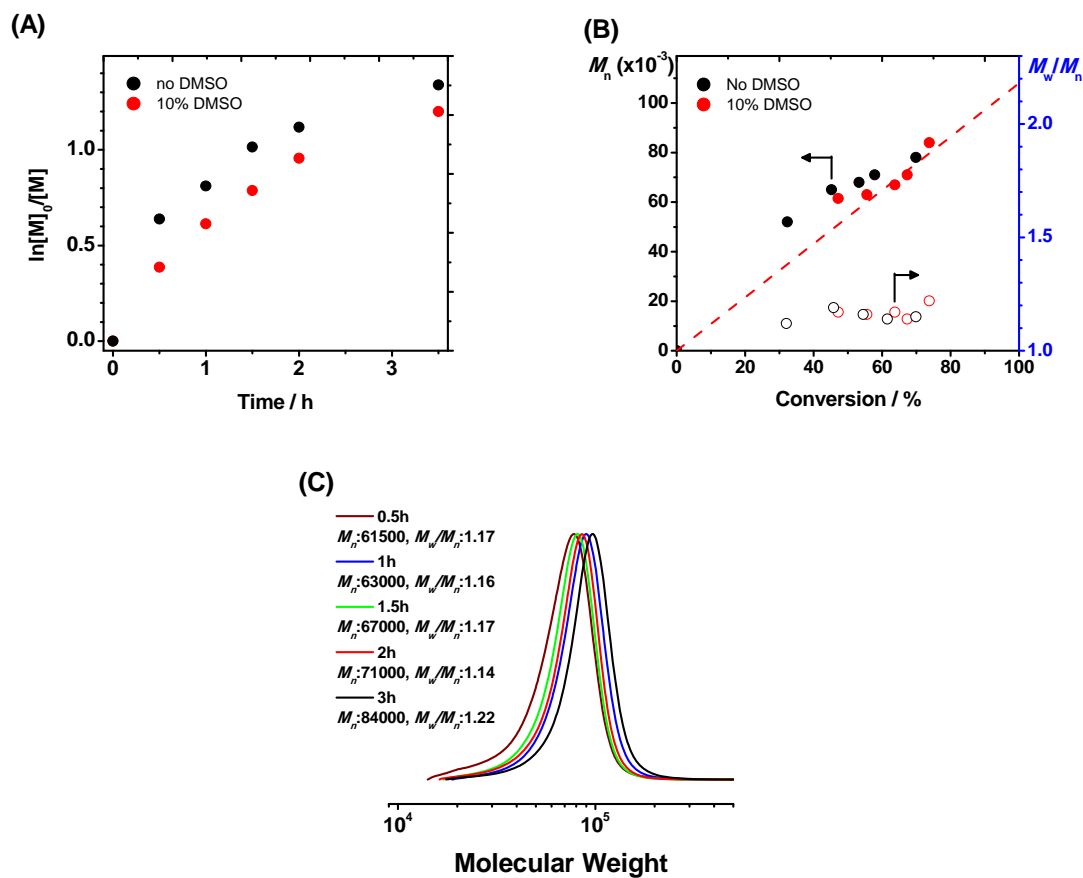 (A)
no DMSO
10% DMSO
1.0
0.5
0.0
ln[M]0/[M]
0 1 2 3
Time / h
(B)
Mn (x10-3)
Mw/Mn
No DMSO
10% DMSO
100
80
60
40
20
0
2.0
1.5
1.0
0 20 40 60 80 100
Conversion / %
(C)
0.5h
Mn:61500, Mw/Mn:1.17
1h
Mn:63000, Mw/Mn:1.16
1.5h
Mn:67000, Mw/Mn:1.17
2h
Mn:71000, Mw/Mn:1.14
3h
Mn:84000, Mw/Mn:1.22
10^4 10^5
Molecular Weight